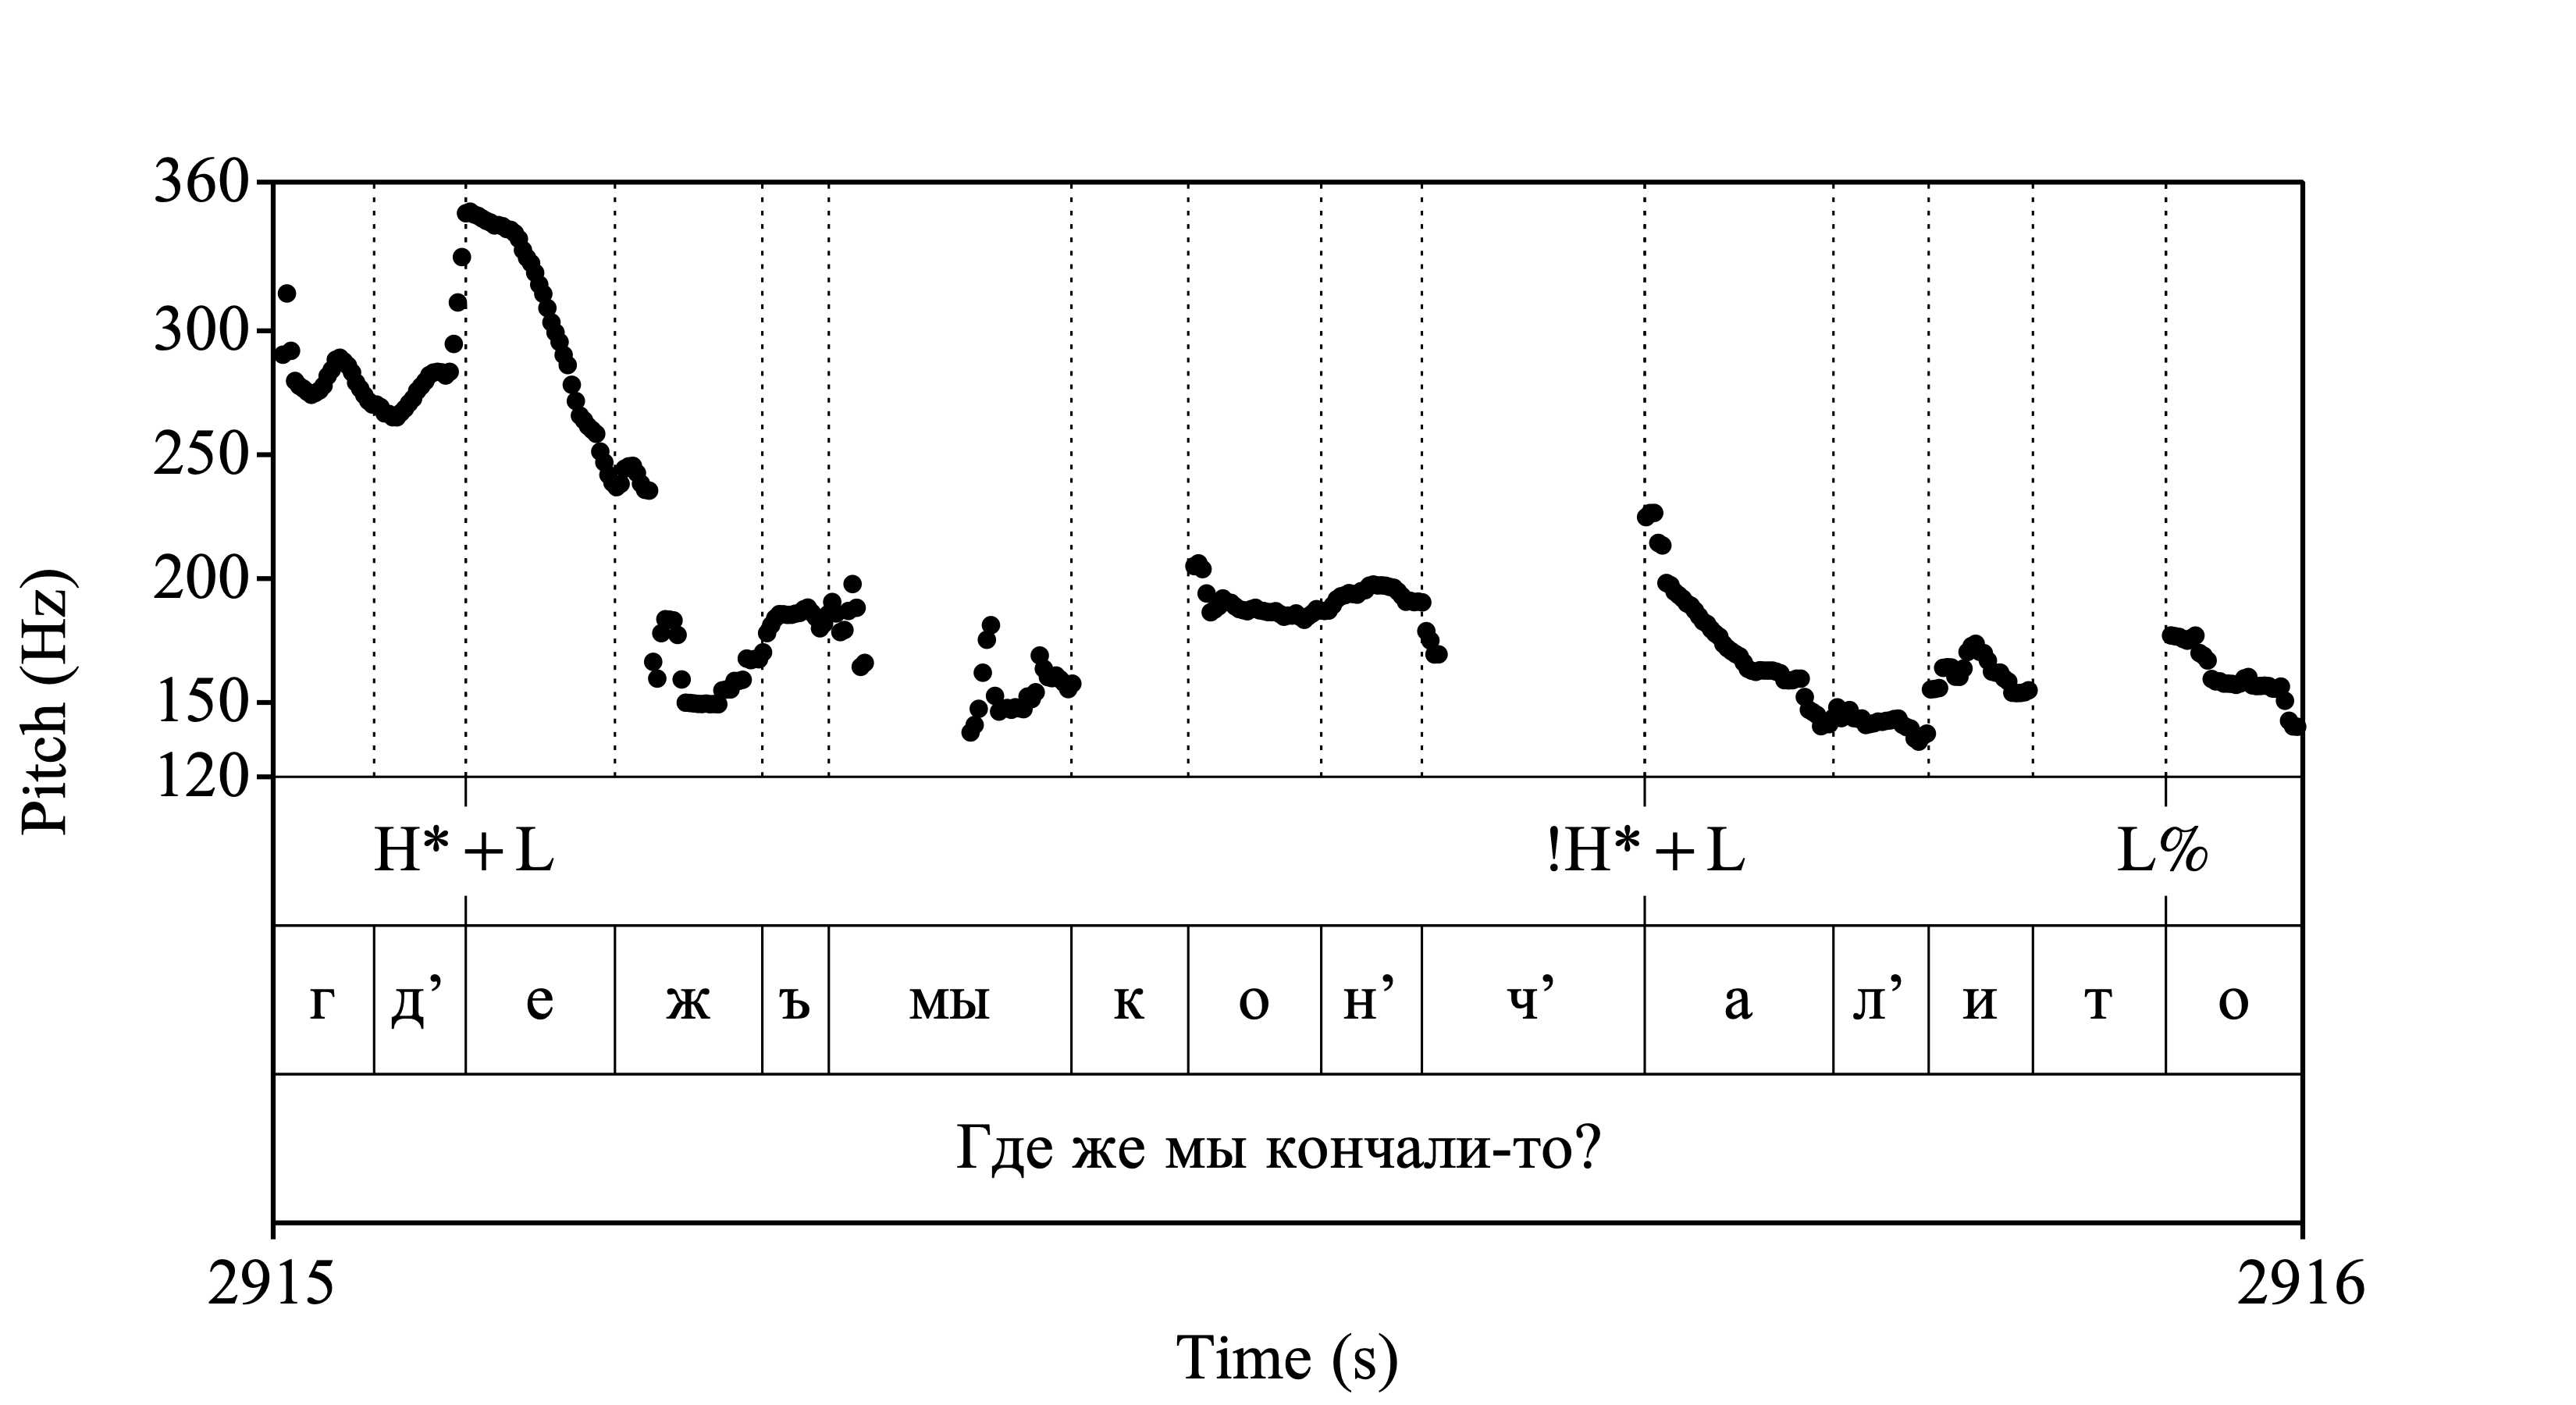 360
300
250
200
150
120
Pitch (Hz)
H* + L !H* + L L%
г д’ е ж ъ мы к о н’ ч’ а л’ и т о
Где же мы кончали-то?
2915 2916
Time (s)